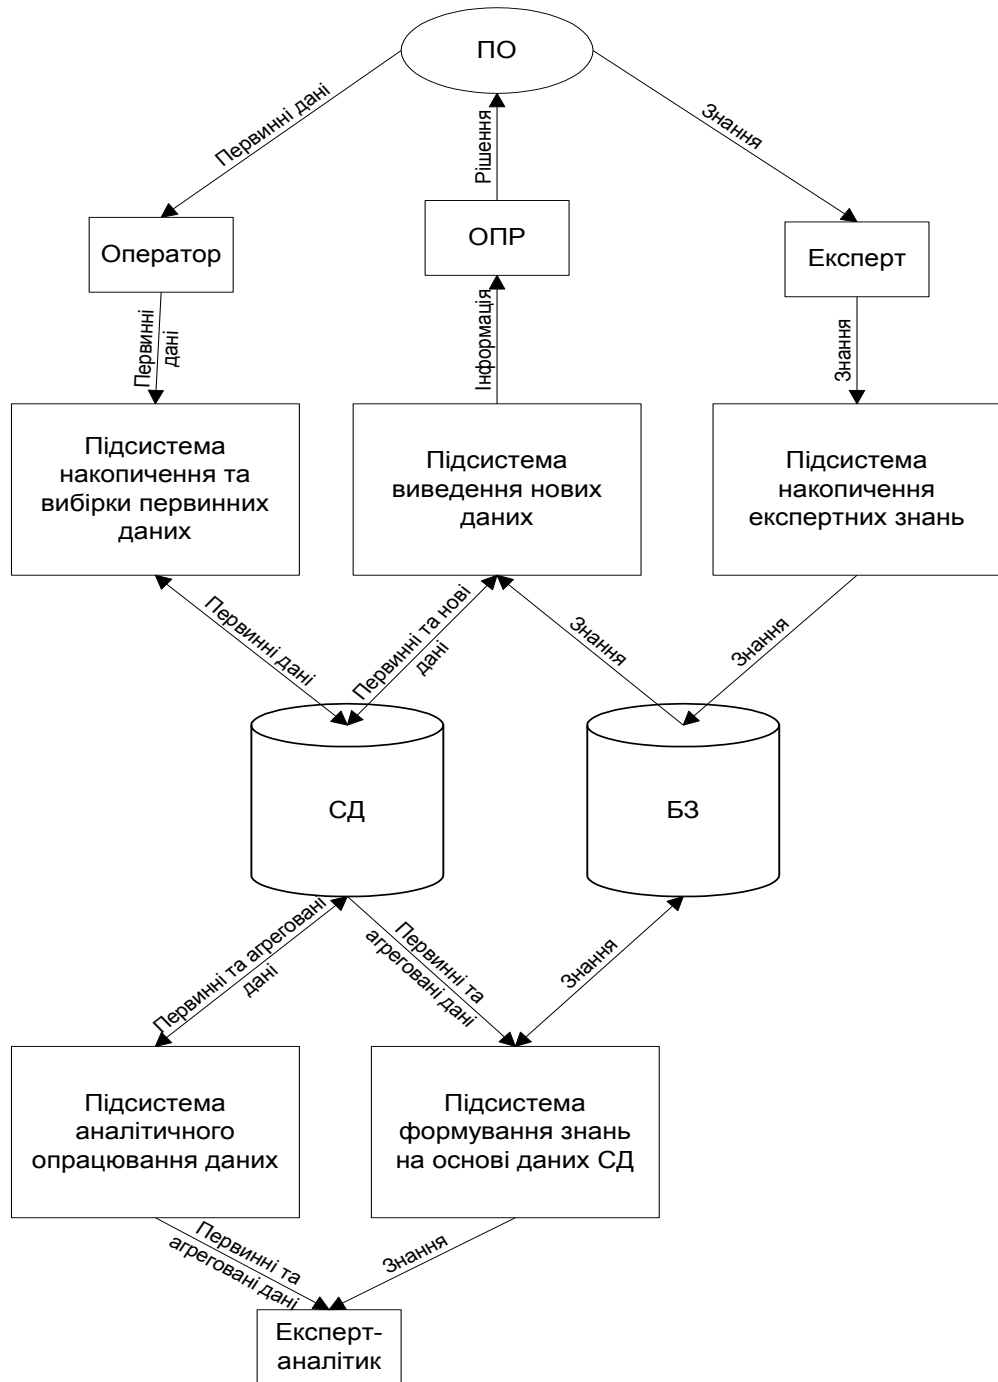 ПО
Первинні дані
Рішення
Знання
Оператор
ОПР
Експерт
Первинні
дані
Інформація
Знання
Підсистема
накопичення та
вибірки первинних
даних
Підсистема
виведення нових
даних
Підсистема
накопичення
експертних знань
Первинні дані
Первинні та нові
дані
Знання
Знання
СД
БЗ
Первинні та агреговані
дані
Первинні та
агреговані дані
Знання
Підсистема
аналітичного
опрацювання даних
Підсистема
формування знань
на основі даних СД
Первинні та
агреговані дані
Знання
Експерт-
аналітик